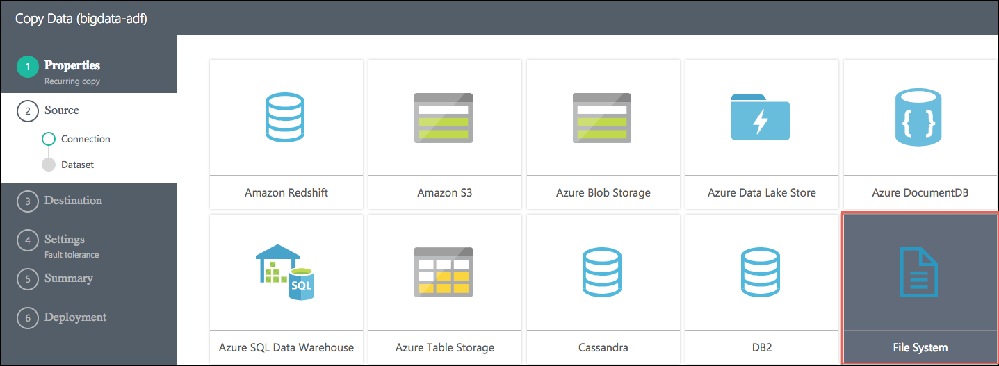 Copy Data (bigdata-adf)
1 Properties
Recurring copy
2 Source
Connection
Dataset
3 Destination
4 Settings
Fault tolerance
5 Summary
6 Deployment
{ }
Amazon Redshift
Amazon S3
Azure Blob Storage
Azure Data Lake Store
Azure DocumentDB
SQL
Azure SQL Data Warehouse
Azure Table Storage
Cassandra
DB2
File System